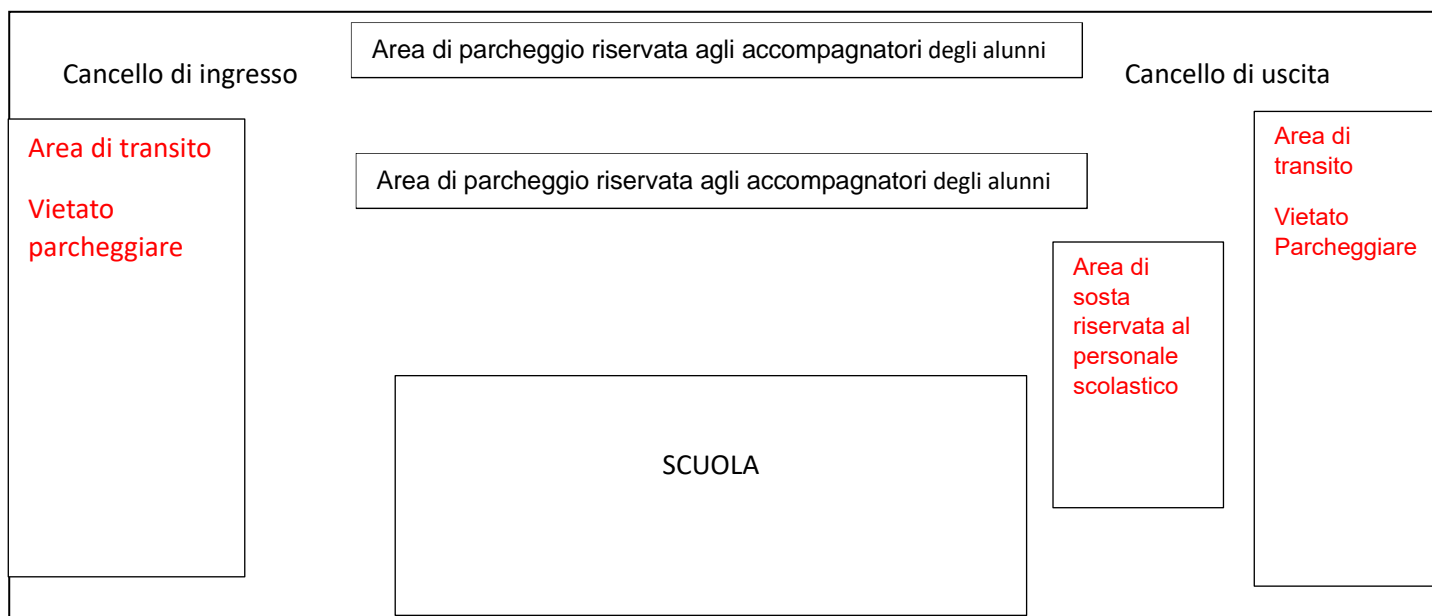 Area di parcheggio riservata agli accompagnatori degli alunni
Cancello di ingresso
Cancello di uscita
Area di transito
Vietato
parcheggiare
Area di parcheggio riservata agli accompagnatori degli alunni
Area di
transito
Vietato
Parcheggiare
Area di
sosta
riservata al
personale
scolastico
SCUOLA